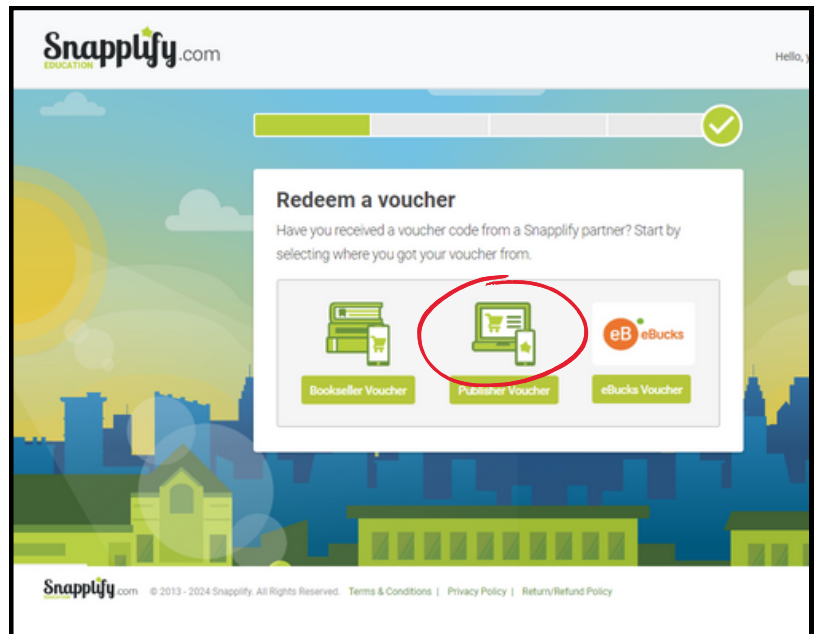 Snapplify.com
EDUCATION
Hello, y
Redeem a voucher
Have you received a voucher code from a Snapplify partner? Start by
selecting where you got your voucher from.
eB eBucks
Bookseller Voucher
Publisher Voucher
eBucks Voucher
Snapplify.com
EDUCATION
© 2013 - 2024 Snapplify. All Rights Reserved. Terms & Conditions | Privacy Policy | Return/Refund Policy